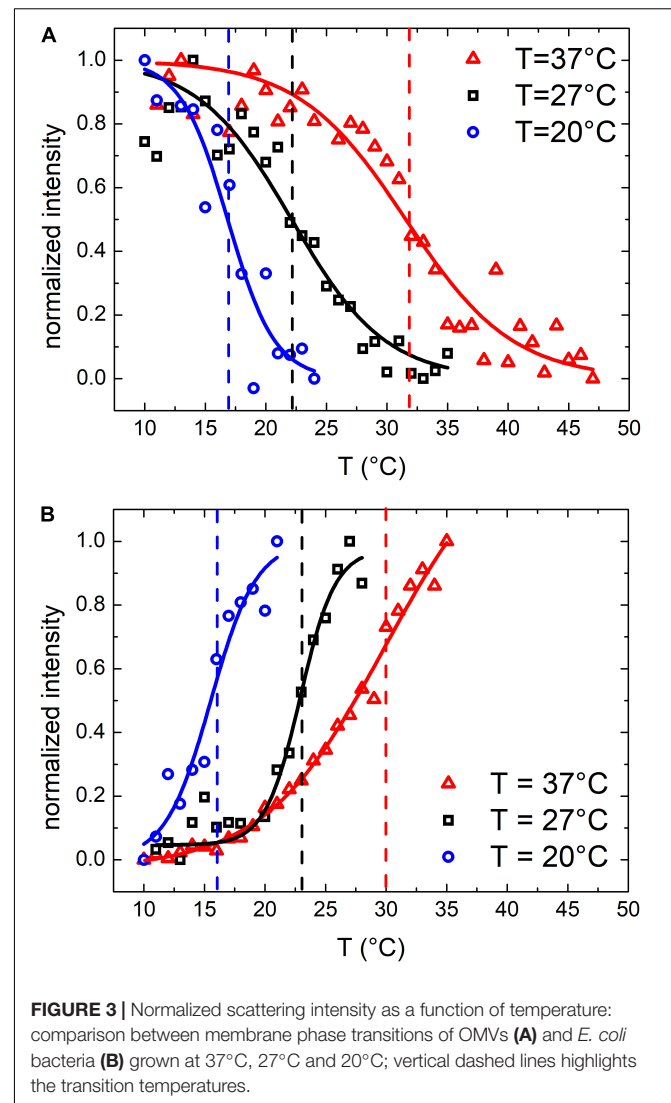 A
normalized intensity
1.0
0.8
0.6
0.4
0.2
0.0
T=37°C
T=27°C
T=20°C
10 15 20 25 30 35 40 45 50
T (°C)
B
normalized intensity
1.0
0.8
0.6
0.4
0.2
0.0
T = 37°C
T = 27°C
T = 20°C
10 15 20 25 30 35 40 45 50
T (°C)
FIGURE 3 | Normalized scattering intensity as a function of temperature:
comparison between membrane phase transitions of OMVs (A) and E. coli
bacteria (B) grown at 37°C, 27°C and 20°C; vertical dashed lines highlights
the transition temperatures.